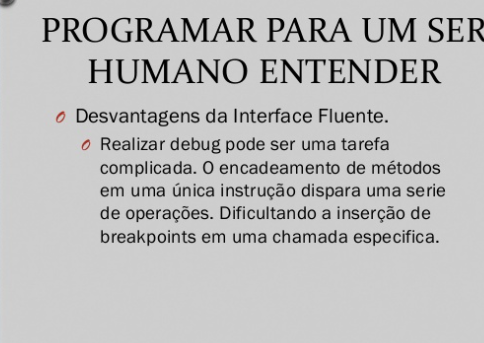 PROGRAMAR PARA UM SER
HUMANO ENTENDER
Desvantagens da Interface Fluente.
Realizar debug pode ser uma tarefa
complicada. O encadeamento de métodos
em uma única instrução dispara uma serie
de operações. Dificultando a inserção de
breakpoints em uma chamada especifica.